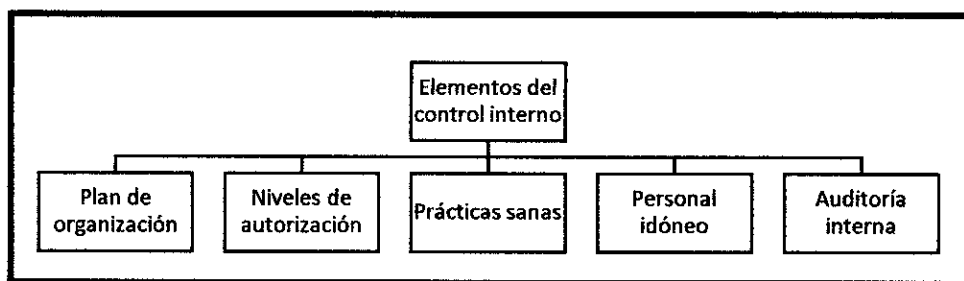 Elementos del
control interno
Plan de
organización
Niveles de
autorización
Prácticas sanas
Personal
idóneo
Auditoría
interna